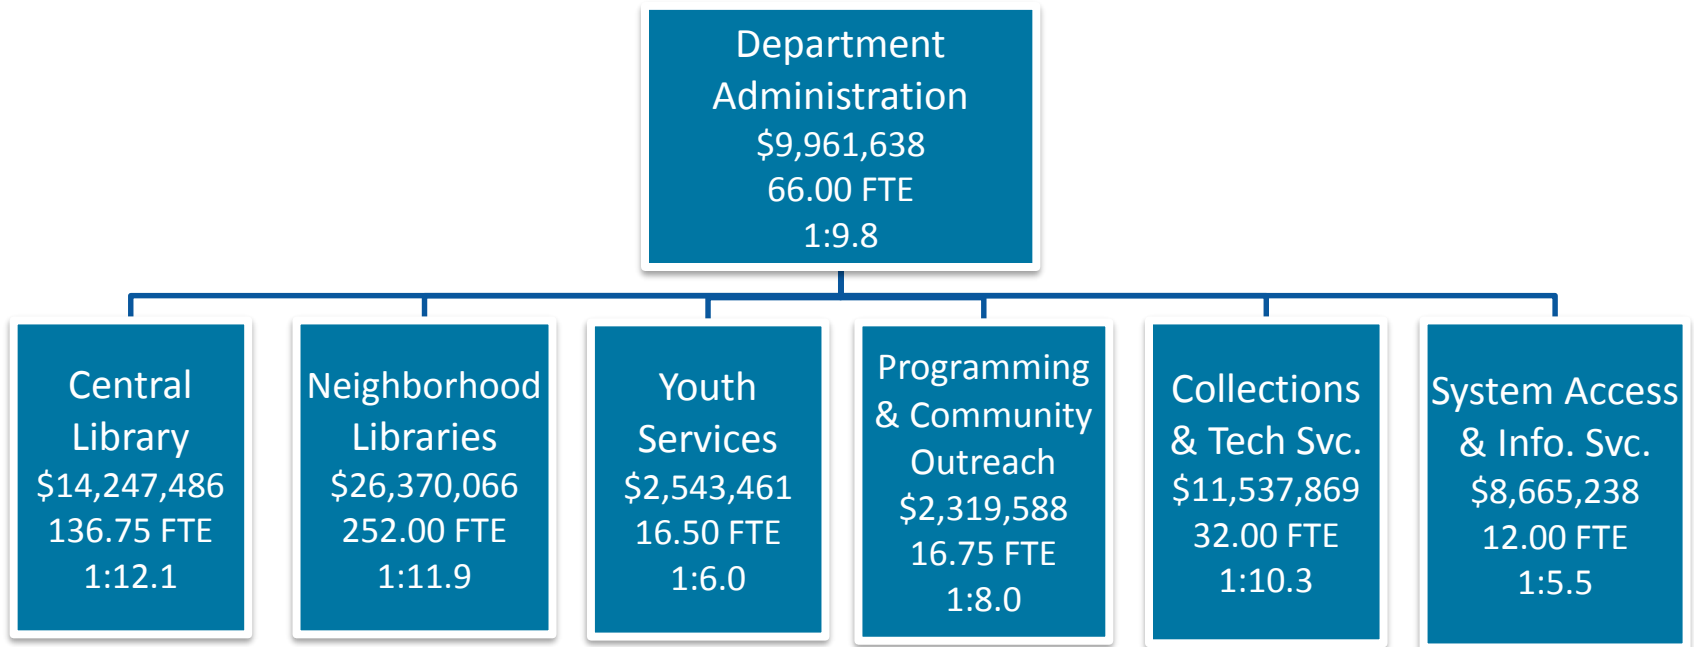 Department
Administration
$9,961,638
66.00 FTE
1:9.8
Central
Library
$14,247,486
136.75 FTE
1:12.1
Neighborhood
Libraries
$26,370,066
252.00 FTE
1:11.9
Youth
Services
$2,543,461
16.50 FTE
1:6.0
Programming
& Community
Outreach
$2,319,588
16.75 FTE
1:8.0
Collections
& Tech Svc.
$11,537,869
32.00 FTE
1:10.3
System Access
& Info. Svc.
$8,665,238
12.00 FTE
1:5.5